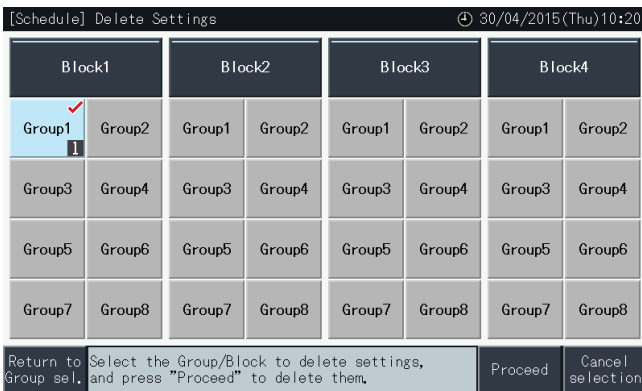 [Schedule] Delete Settings 30/04/2015(Thu)10:20
Block1 Block2 Block3 Block4
Group1 Group2 Group1 Group2 Group1 Group2 Group1 Group2
1
Group3 Group4 Group3 Group4 Group3 Group4 Group3 Group4
Group5 Group6 Group5 Group6 Group5 Group6 Group5 Group6
Group7 Group8 Group7 Group8 Group7 Group8 Group7 Group8
Return to Select the Group/Block to delete settings, Proceed Cancel
Group sel. and press "Proceed" to delete them. selection